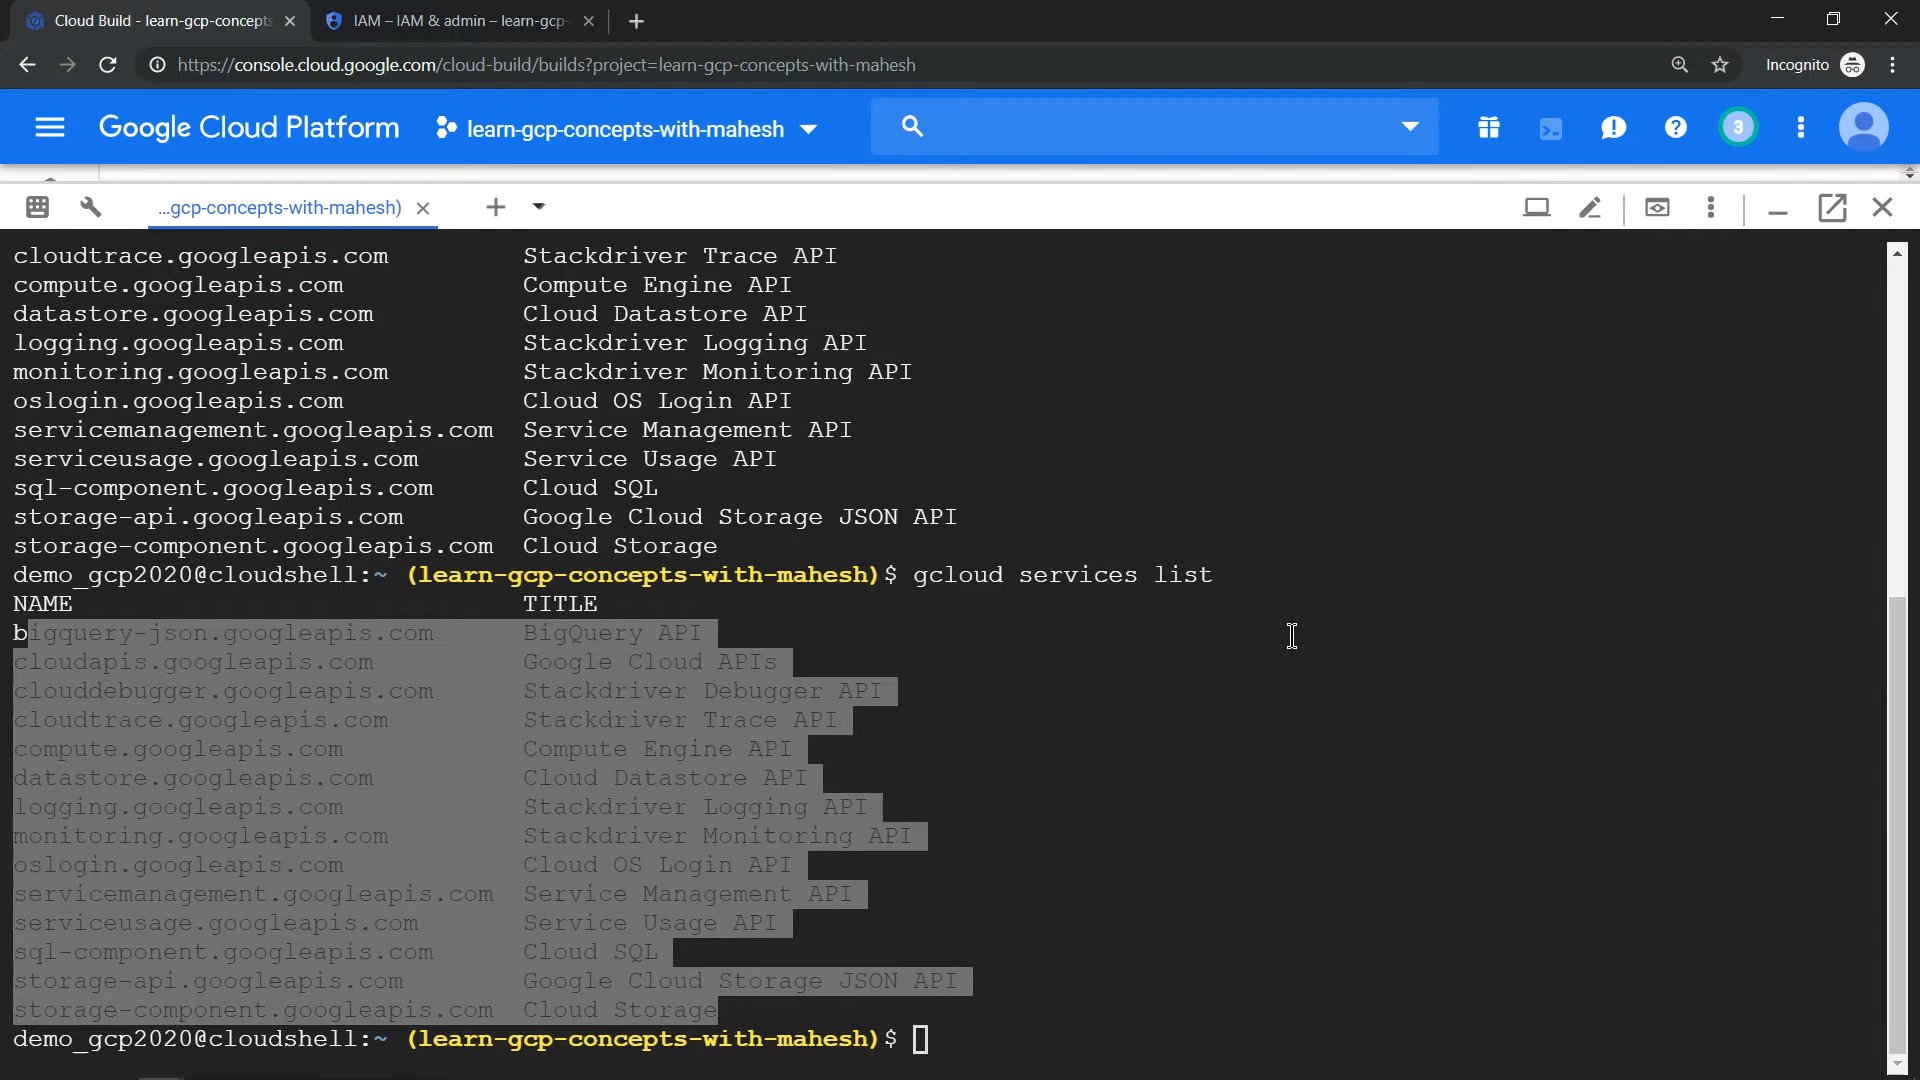 Cloud Build - learn-gcp-concepts
IAM – IAM & admin – learn-gcp-
https://console.cloud.google.com/cloud-build/builds?project=learn-gcp-concepts-with-mahesh
Incognito
Google Cloud Platform
learn-gcp-concepts-with-mahesh
3
...gcp-concepts-with-mahesh)
cloudtrace.googleapis.com Stackdriver Trace API
compute.googleapis.com Compute Engine API
datastore.googleapis.com Cloud Datastore API
logging.googleapis.com Stackdriver Logging API
monitoring.googleapis.com Stackdriver Monitoring API
oslogin.googleapis.com Cloud OS Login API
servicemanagement.googleapis.com Service Management API
serviceusage.googleapis.com Service Usage API
sql-component.googleapis.com Cloud SQL
storage-api.googleapis.com Google Cloud Storage JSON API
storage-component.googleapis.com Cloud Storage
demo_gcp2020@cloudshell:~ (learn-gcp-concepts-with-mahesh)$ gcloud services list
NAME TITLE
bigquery-json.googleapis.com BigQuery API
cloudapis.googleapis.com Google Cloud APIs
clouddebugger.googleapis.com Stackdriver Debugger API
cloudtrace.googleapis.com Stackdriver Trace API
compute.googleapis.com Compute Engine API
datastore.googleapis.com Cloud Datastore API
logging.googleapis.com Stackdriver Logging API
monitoring.googleapis.com Stackdriver Monitoring API
oslogin.googleapis.com Cloud OS Login API
servicemanagement.googleapis.com Service Management API
serviceusage.googleapis.com Service Usage API
sql-component.googleapis.com Cloud SQL
storage-api.googleapis.com Google Cloud Storage JSON API
storage-component.googleapis.com Cloud Storage
demo_gcp2020@cloudshell:~ (learn-gcp-concepts-with-mahesh)$